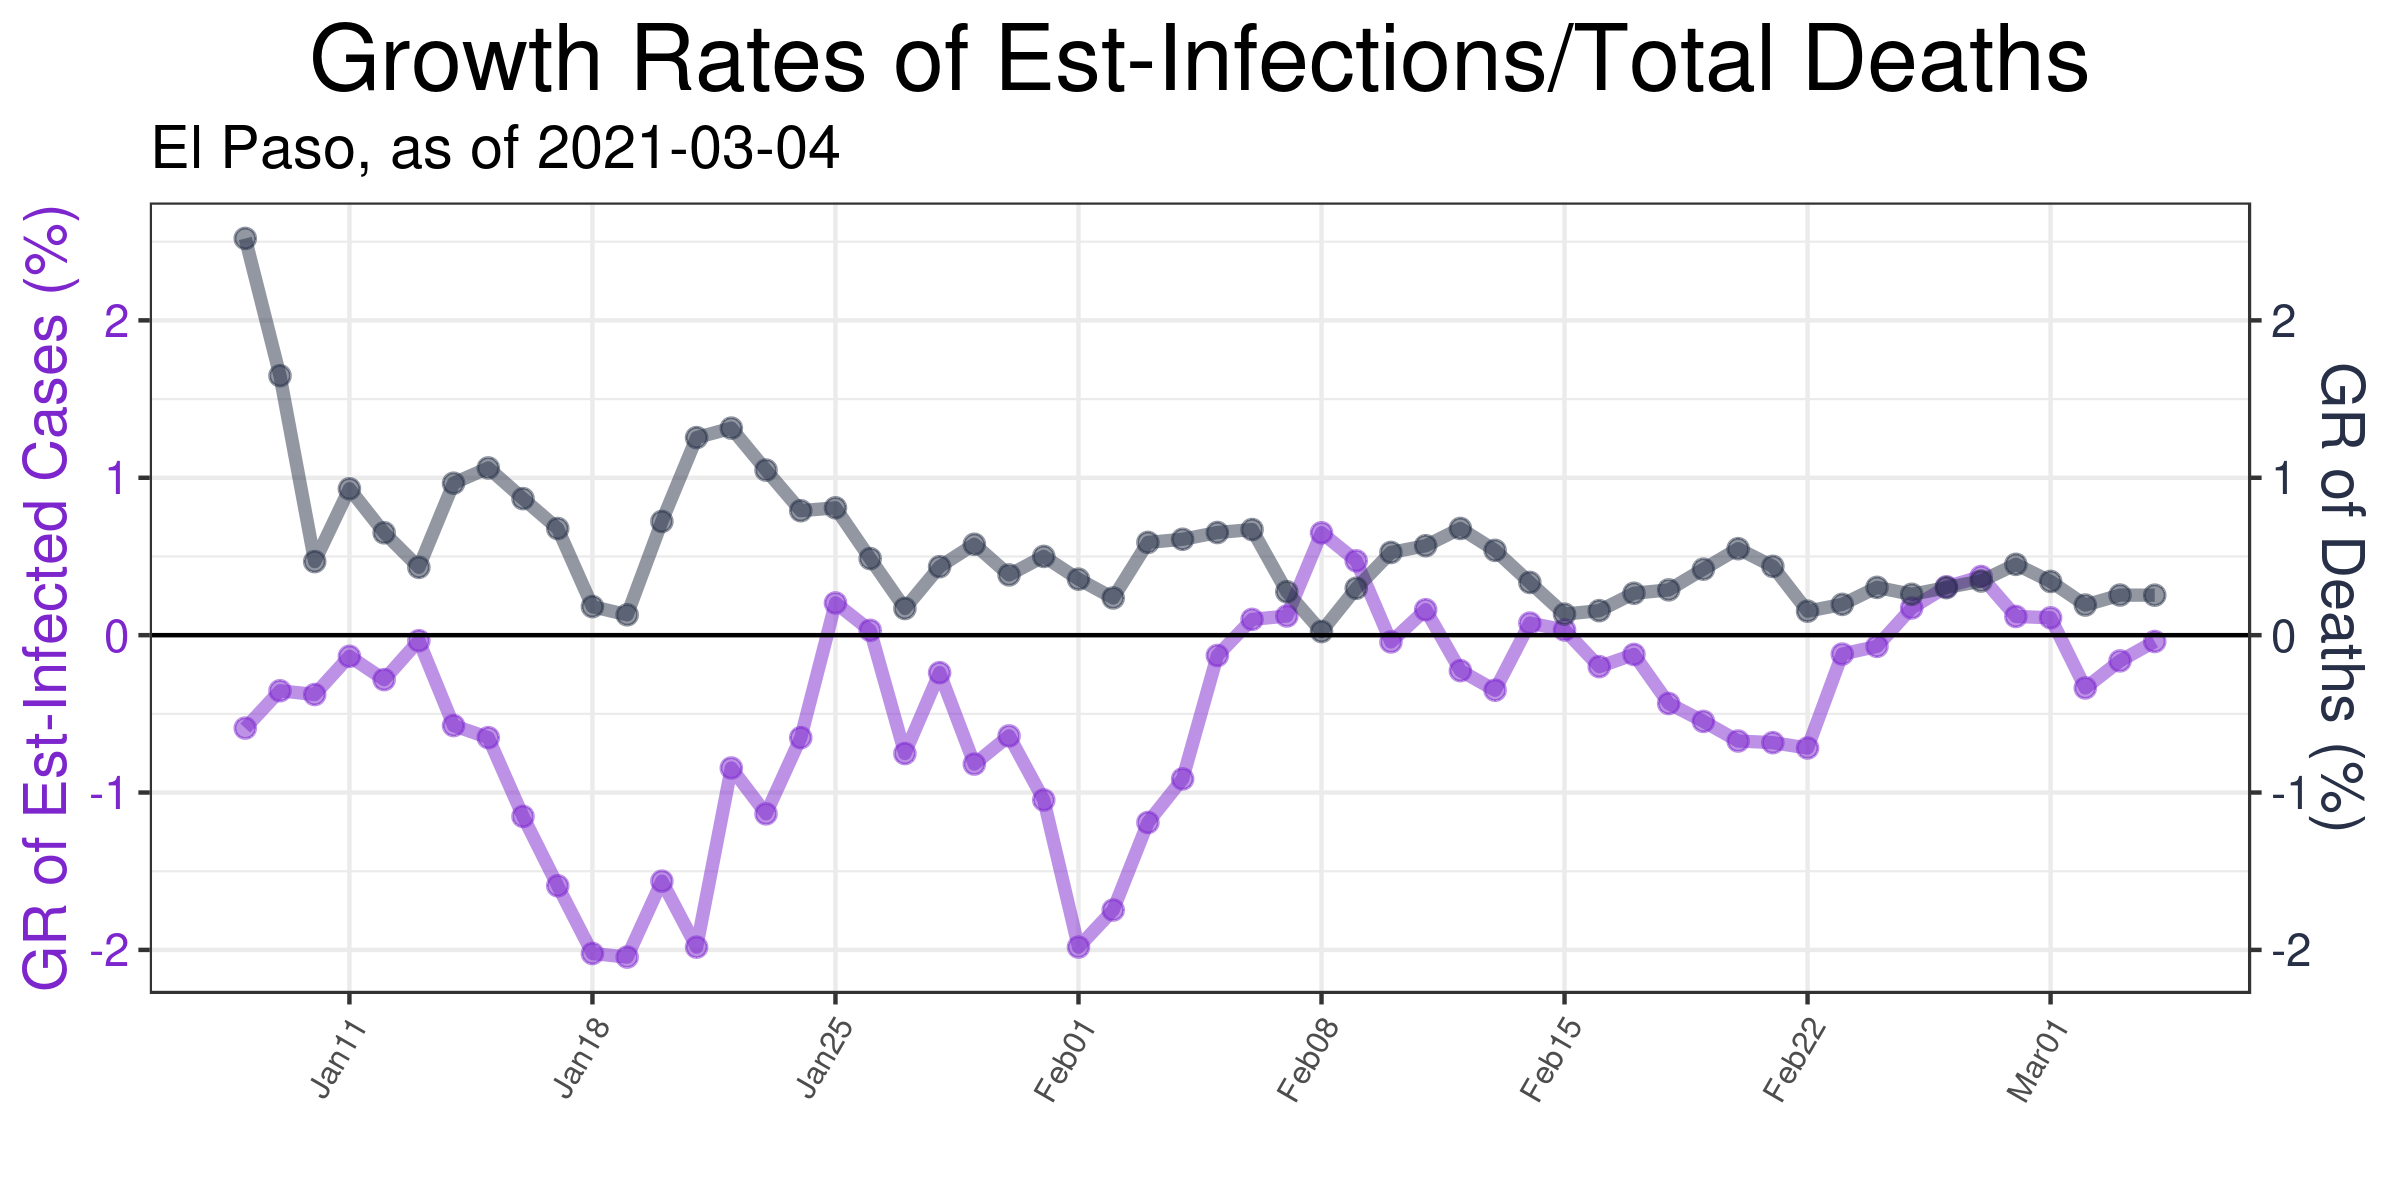 Growth Rates of Est-Infections/Total Deaths
El Paso, as of 2021-03-04
GR of Est-Infected Cases (%)
2
1
0
-1
-2
2
1
0
-1
-2
GR of Deaths (%)
Jan11
Jan18
Jan25
Feb01
Feb08
Feb15
Feb22
Mar01